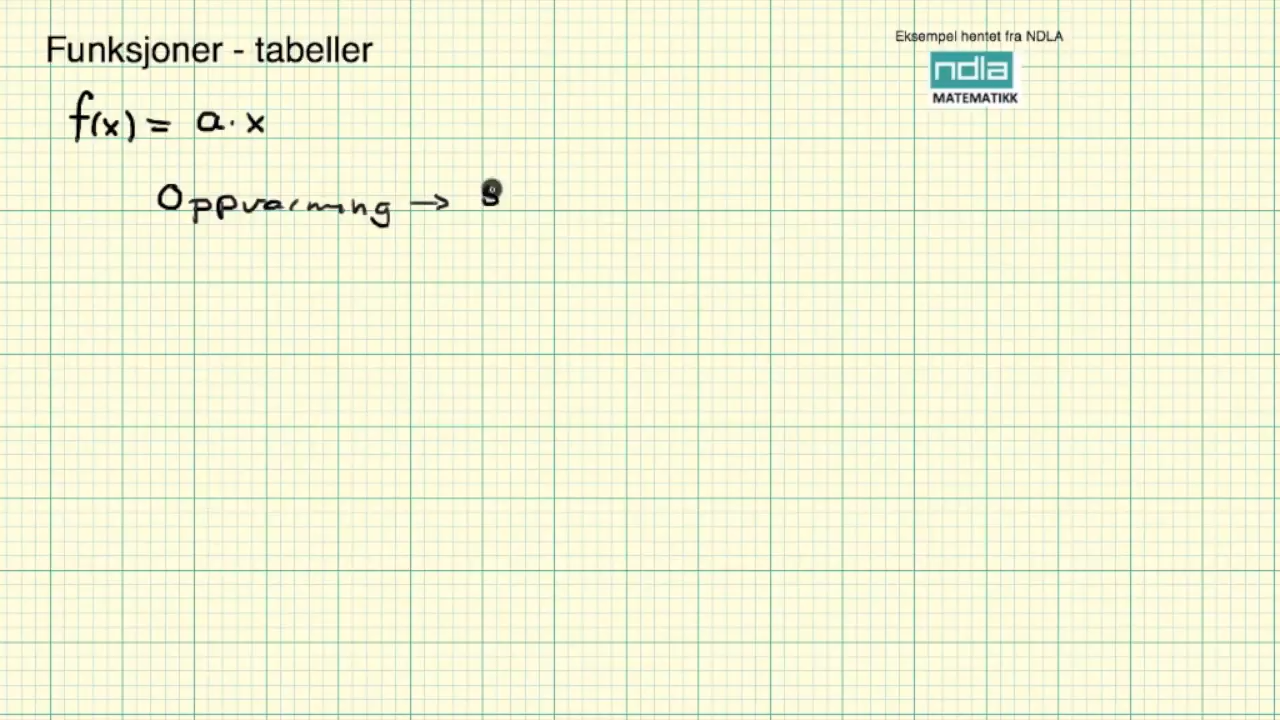 Funksjoner - tabeller
Eksempel hentet fra NDLA
ndla
MATEMATIKK
f(x) = a · x
Oppvarming → s